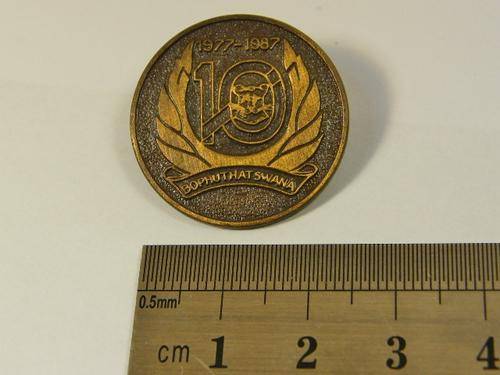 1977-1987
10
BOPHUTHATSWANA
0.5mm
cm 1 2 3 4